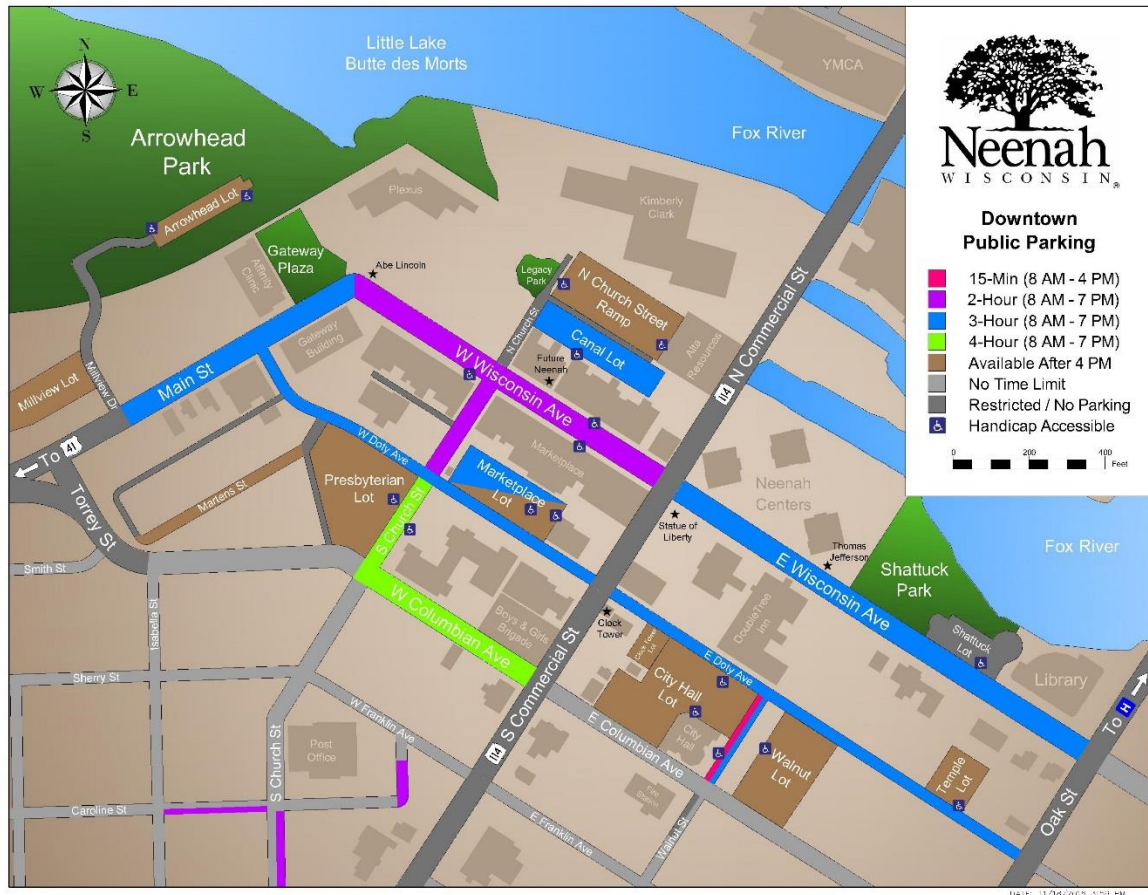 Little Lake
Butte des Morts
YMCA
N
W
E
S
Fox River
Arrowhead
Park
Plexus
Kimberly
Clark
Arrowhead Lot
Gateway
Plaza
Affinity
Clinic
Abe Lincoln
Legacy
Park
N Church Street
Ramp
N Church St
Canal Lot
Alta
Resources
N Commercial St
114
Gateway
Building
Future
Neenah
W Wisconsin Ave
Main St
Millview Lot
Millview Dr
To 41
Torrey St
W Doty Ave
Marketplace
Marketplace
Lot
Presbyterian
Lot
Martens St
S Church St
Neenah
Centers
Statue of
Liberty
Thomas
Jefferson
E Wisconsin Ave
Shattuck
Park
Fox River
Smith St
Isabella St
W Columbian Ave
Boys & Girls
Brigade
Clock
Tower
Clock Tower
Lot
DoubleTree
Inn
E Doty Ave
Shattuck
Lot
Library
To H
Sherry St
S Commercial St
114
City Hall
Lot
City
Hall
E Columbian Ave
Walnut
Lot
Temple
Lot
Oak St
W Franklin Ave
Post
Office
S Church St
Caroline St
E Franklin Ave
Fire
Station
Walnut St
Neenah
WISCONSIN
®
Downtown
Public Parking
15-Min (8 AM - 4 PM)
2-Hour (8 AM - 7 PM)
3-Hour (8 AM - 7 PM)
4-Hour (8 AM - 7 PM)
Available After 4 PM
No Time Limit
Restricted / No Parking
Handicap Accessible
0 200 400
Feet